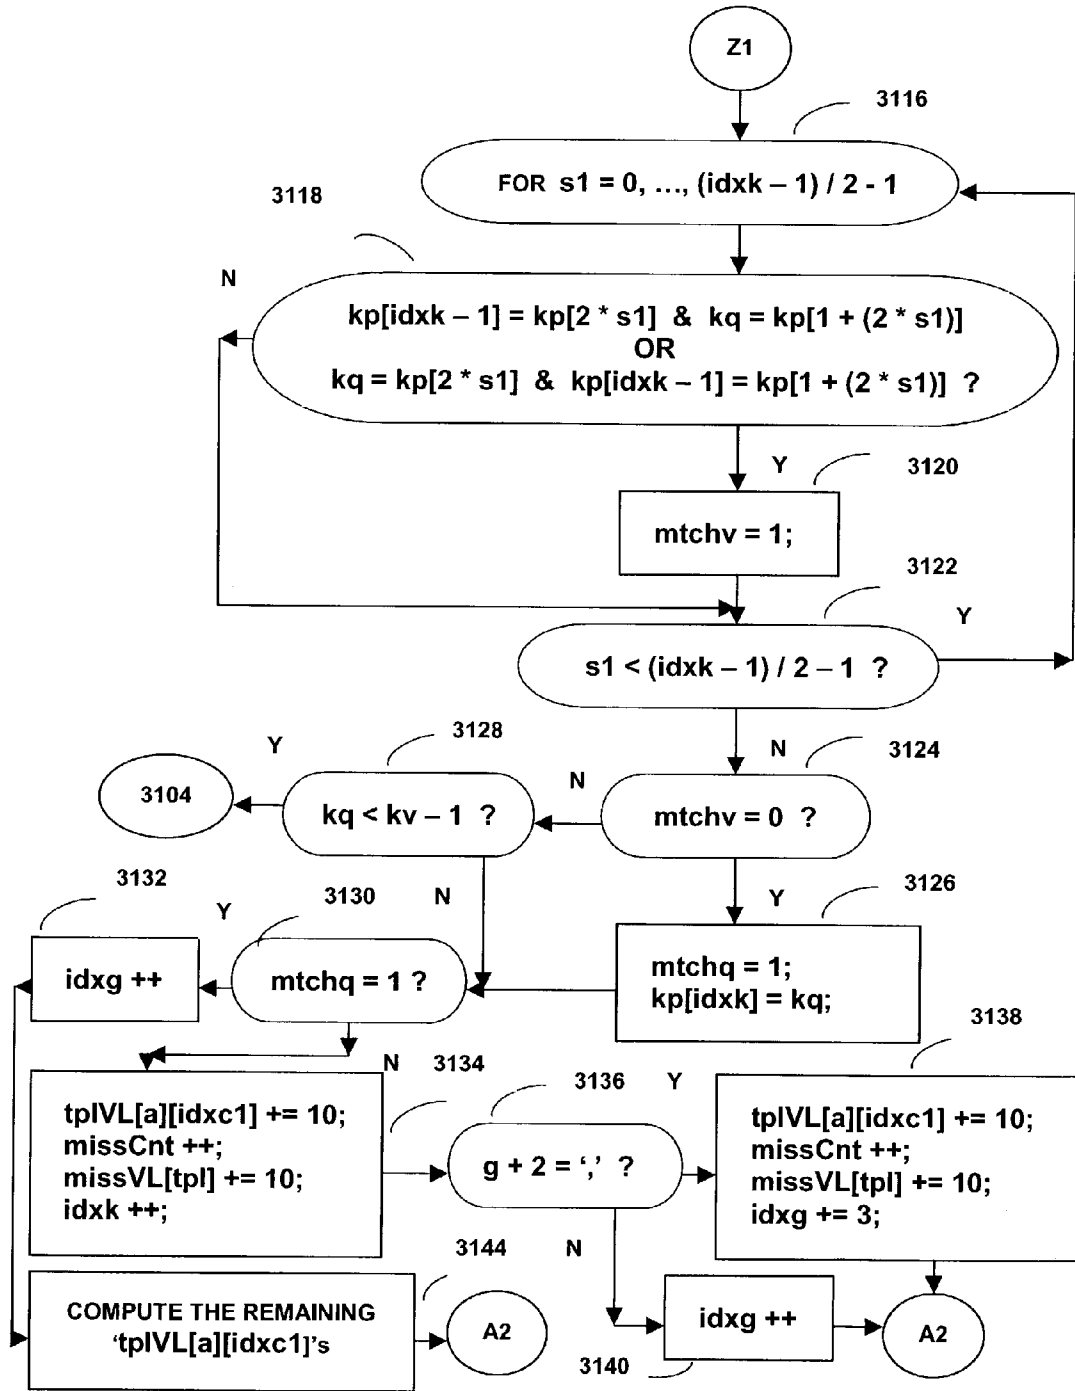 Z1
3116
FOR s1 = 0, ..., (idxk – 1) / 2 - 1
3118
N
kp[idxk – 1] = kp[2 * s1] & kq = kp[1 + (2 * s1)]
OR
kq = kp[2 * s1] & kp[idxk – 1] = kp[1 + (2 * s1)] ?
Y
3120
mtchv = 1;
3122
Y
s1 < (idxk – 1) / 2 – 1 ?
N
3124
3128
Y
3104
kq < kv – 1 ?
N
mtchv = 0 ?
3132
Y
3130
N
Y
3126
idxg ++
mtchq = 1 ?
mtchq = 1;
kp[idxk] = kq;
N
3134
3136
Y
3138
tplVL[a][idxc1] += 10;
missCnt ++;
missVL[tpl] += 10;
idxk ++;
g + 2 = ‘,’ ?
tplVL[a][idxc1] += 10;
missCnt ++;
missVL[tpl] += 10;
idxg += 3;
3144
N
COMPUTE THE REMAINING
‘tplVL[a][idxc1]’s
A2
idxg ++
A2
3140